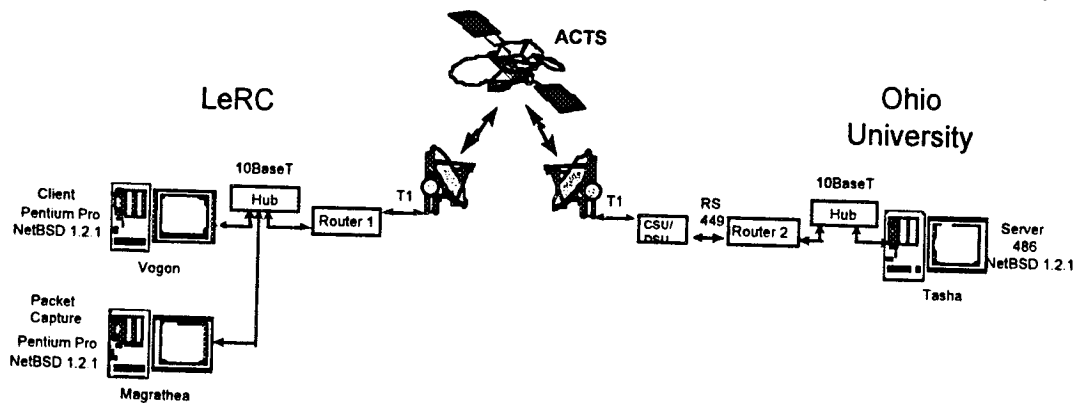 ACTS
LeRC
Ohio
University
10BaseT
Hub
Client
Pentium Pro
NetBSD 1.2.1
Vogon
Router 1
T1
T1
CSU/
DSU
RS
449
Router 2
10BaseT
Hub
Server
486
NetBSD 1.2.1
Tasha
Packet
Capture
Pentium Pro
NetBSD 1.2 1
Magrathea